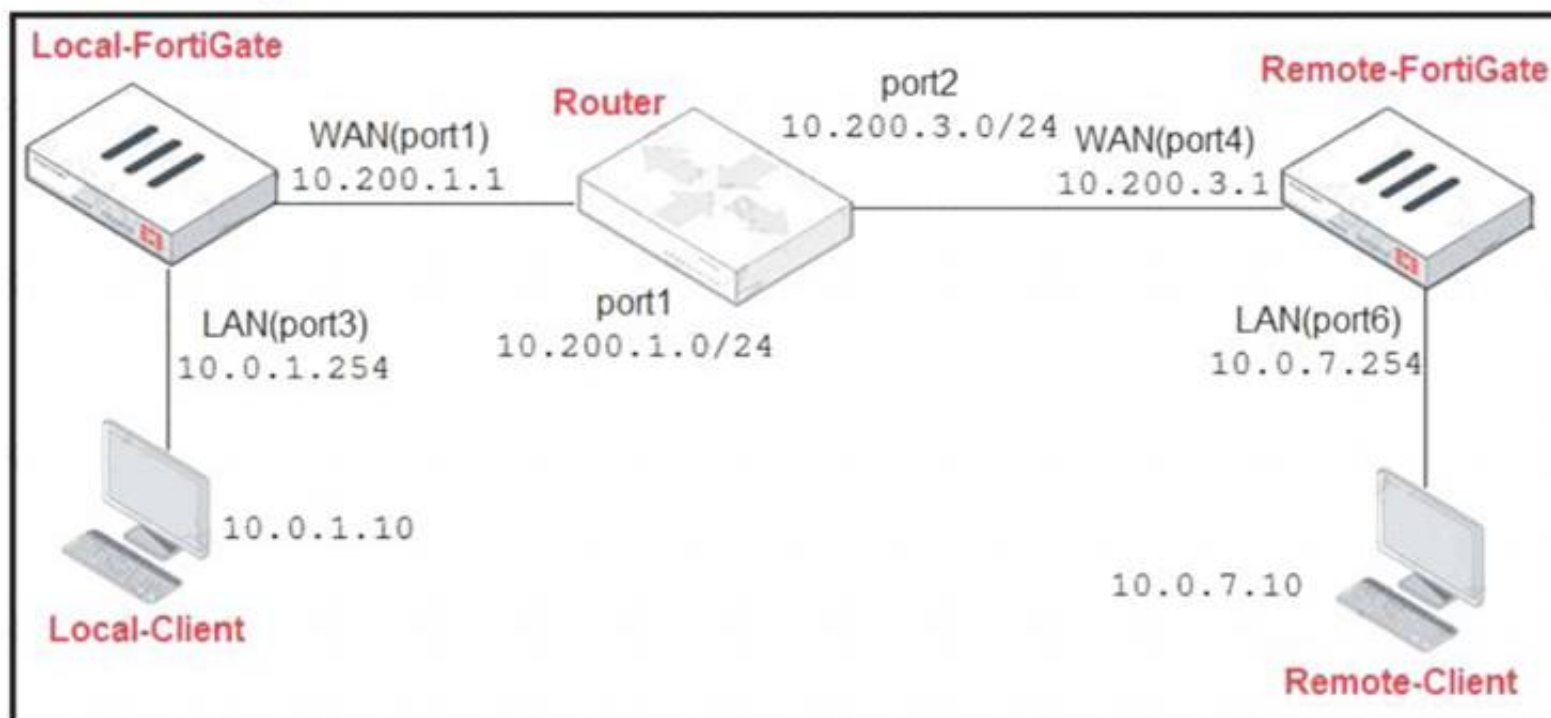 Local-FortiGate
WAN(port1)
10.200.1.1
Router
port2
10.200.3.0/24
Remote-FortiGate
WAN(port4)
10.200.3.1
LAN(port3)
10.0.1.254
port1
10.200.1.0/24
LAN(port6)
10.0.7.254
10.0.1.10
Local-Client
10.0.7.10
Remote-Client